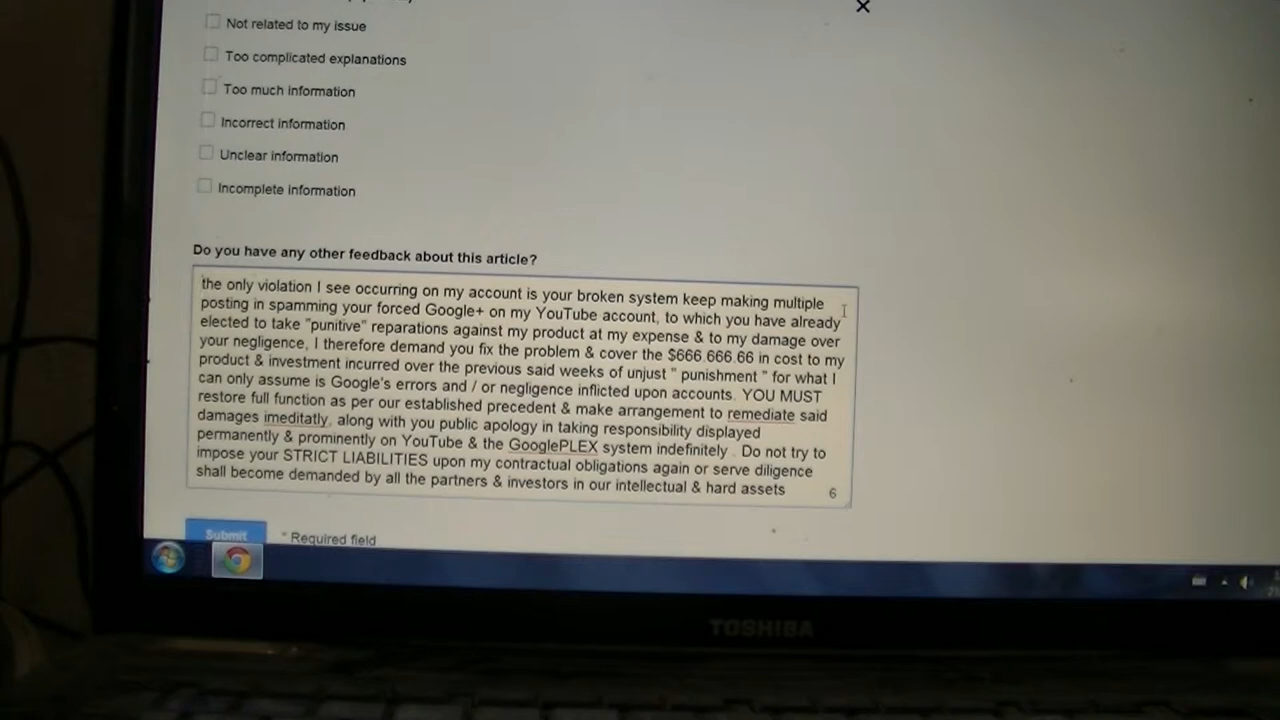 Not related to my issue
Too complicated explanations
Too much information
Incorrect information
Unclear information
Incomplete information
Do you have any other feedback about this article?
the only violation I see occurring on my account is your broken system keep making multiple
posting in spamming your forced Google+ on my YouTube account, to which you have already
elected to take "punitive" reparations against my product at my expense & to my damage over
your negligence, I therefore demand you fix the problem & cover the $666,666.66 in cost to my
product & investment incurred over the previous said weeks of unjust " punishment " for what I
can only assume is Google's errors and / or negligence inflicted upon accounts. YOU MUST
restore full function as per our established precedent & make arrangement to remediate said
damages imeditatly, along with you public apology in taking responsibility displayed
permanently & prominently on YouTube & the GooglePLEX system indefinitely . Do not try to
impose your STRICT LIABILITIES upon my contractual obligations again or serve diligence
shall become demanded by all the partners & investors in our intellectual & hard assets
6
Submit
* Required field
TOSHIBA